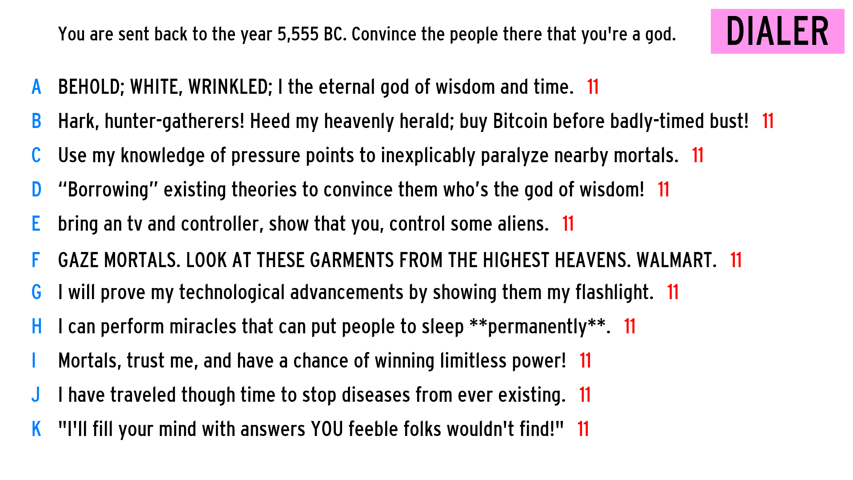 You are sent back to the year 5,555 BC. Convince the people there that you're a god.
DIALER
A BEHOLD; WHITE, WRINKLED; I the eternal god of wisdom and time. 11
B Hark, hunter-gatherers! Heed my heavenly herald; buy Bitcoin before badly-timed bust! 11
C Use my knowledge of pressure points to inexplicably paralyze nearby mortals. 11
D “Borrowing” existing theories to convince them who’s the god of wisdom! 11
E bring an tv and controller, show that you, control some aliens. 11
F GAZE MORTALS. LOOK AT THESE GARMENTS FROM THE HIGHEST HEAVENS. WALMART. 11
G I will prove my technological advancements by showing them my flashlight. 11
H I can perform miracles that can put people to sleep **permanently**. 11
I Mortals, trust me, and have a chance of winning limitless power! 11
J I have traveled though time to stop diseases from ever existing. 11
K "I'll fill your mind with answers YOU feeble folks wouldn't find!" 11